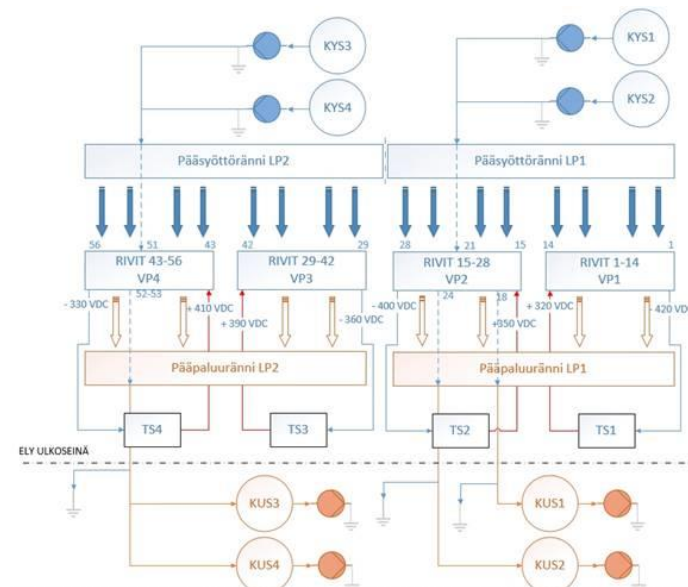 KYS3
KYS1
KYS4
KYS2
Pääsyöttöränni LP2
Pääsyöttöränni LP1
56
51
43
42
29
28
21
15
14
1
RIVIT 43-56
VP4
RIVIT 29-42
VP3
RIVIT 15-28
VP2
RIVIT 1-14
VP1
52-53
24
18
- 330 VDC
+ 410 VDC
+ 390 VDC
- 360 VDC
- 400 VDC
+350 VDC
+ 320 VDC
- 420 VDC
Pääpaluuränni LP2
Pääpaluuränni LP1
TS4
TS3
TS2
TS1
ELY ULKOSEINÄ
KUS3
KUS1
KUS4
KUS2